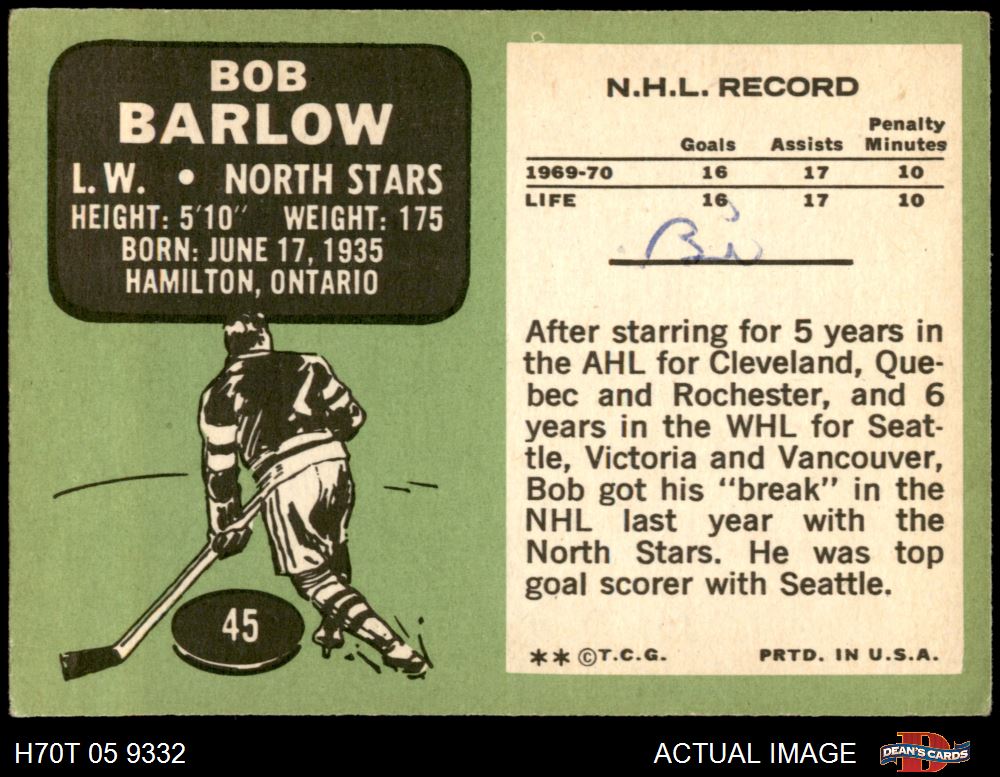 BOB
BARLOW
L.W. • NORTH STARS
HEIGHT: 5'10" WEIGHT: 175
BORN: JUNE 17, 1935
HAMILTON, ONTARIO
45
N.H.L. RECORD
Goals Assists Penalty Minutes
1969-70 16 17 10
LIFE 16 17 10
After starring for 5 years in
the AHL for Cleveland, Que-
bec and Rochester, and 6
years in the WHL for Seat-
tle, Victoria and Vancouver,
Bob got his "break" in the
NHL last year with the
North Stars. He was top
goal scorer with Seattle.
** ©T.C.G. PRTD. IN U.S.A.
H70T 05 9332 ACTUAL IMAGE DEAN'S CARDS